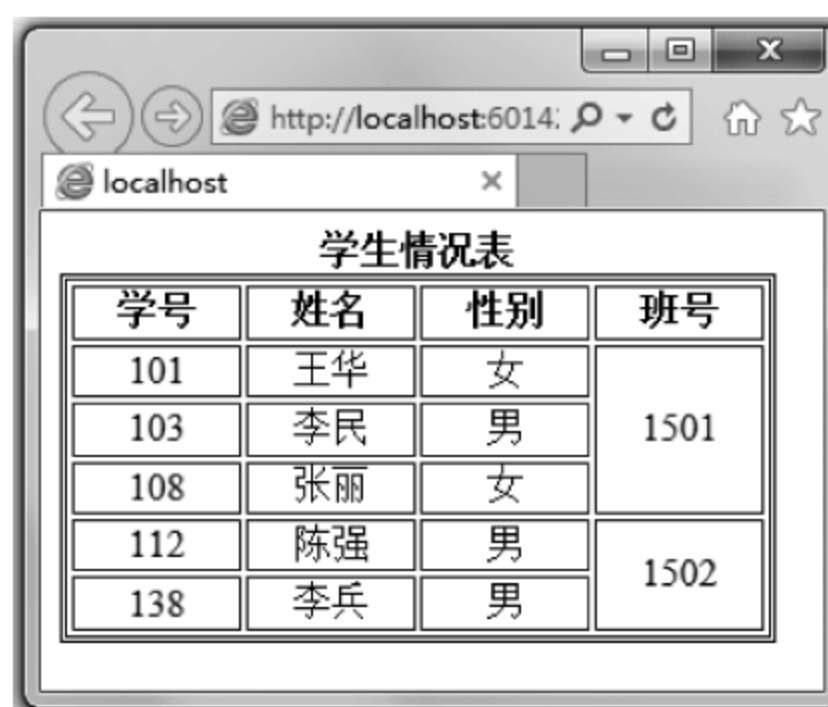 http://localhost:6014
localhost
学生情况表
学号 姓名 性别 班号
101 王华 女 1501
103 李民 男
108 张丽 女
112 陈强 男 1502
138 李兵 男